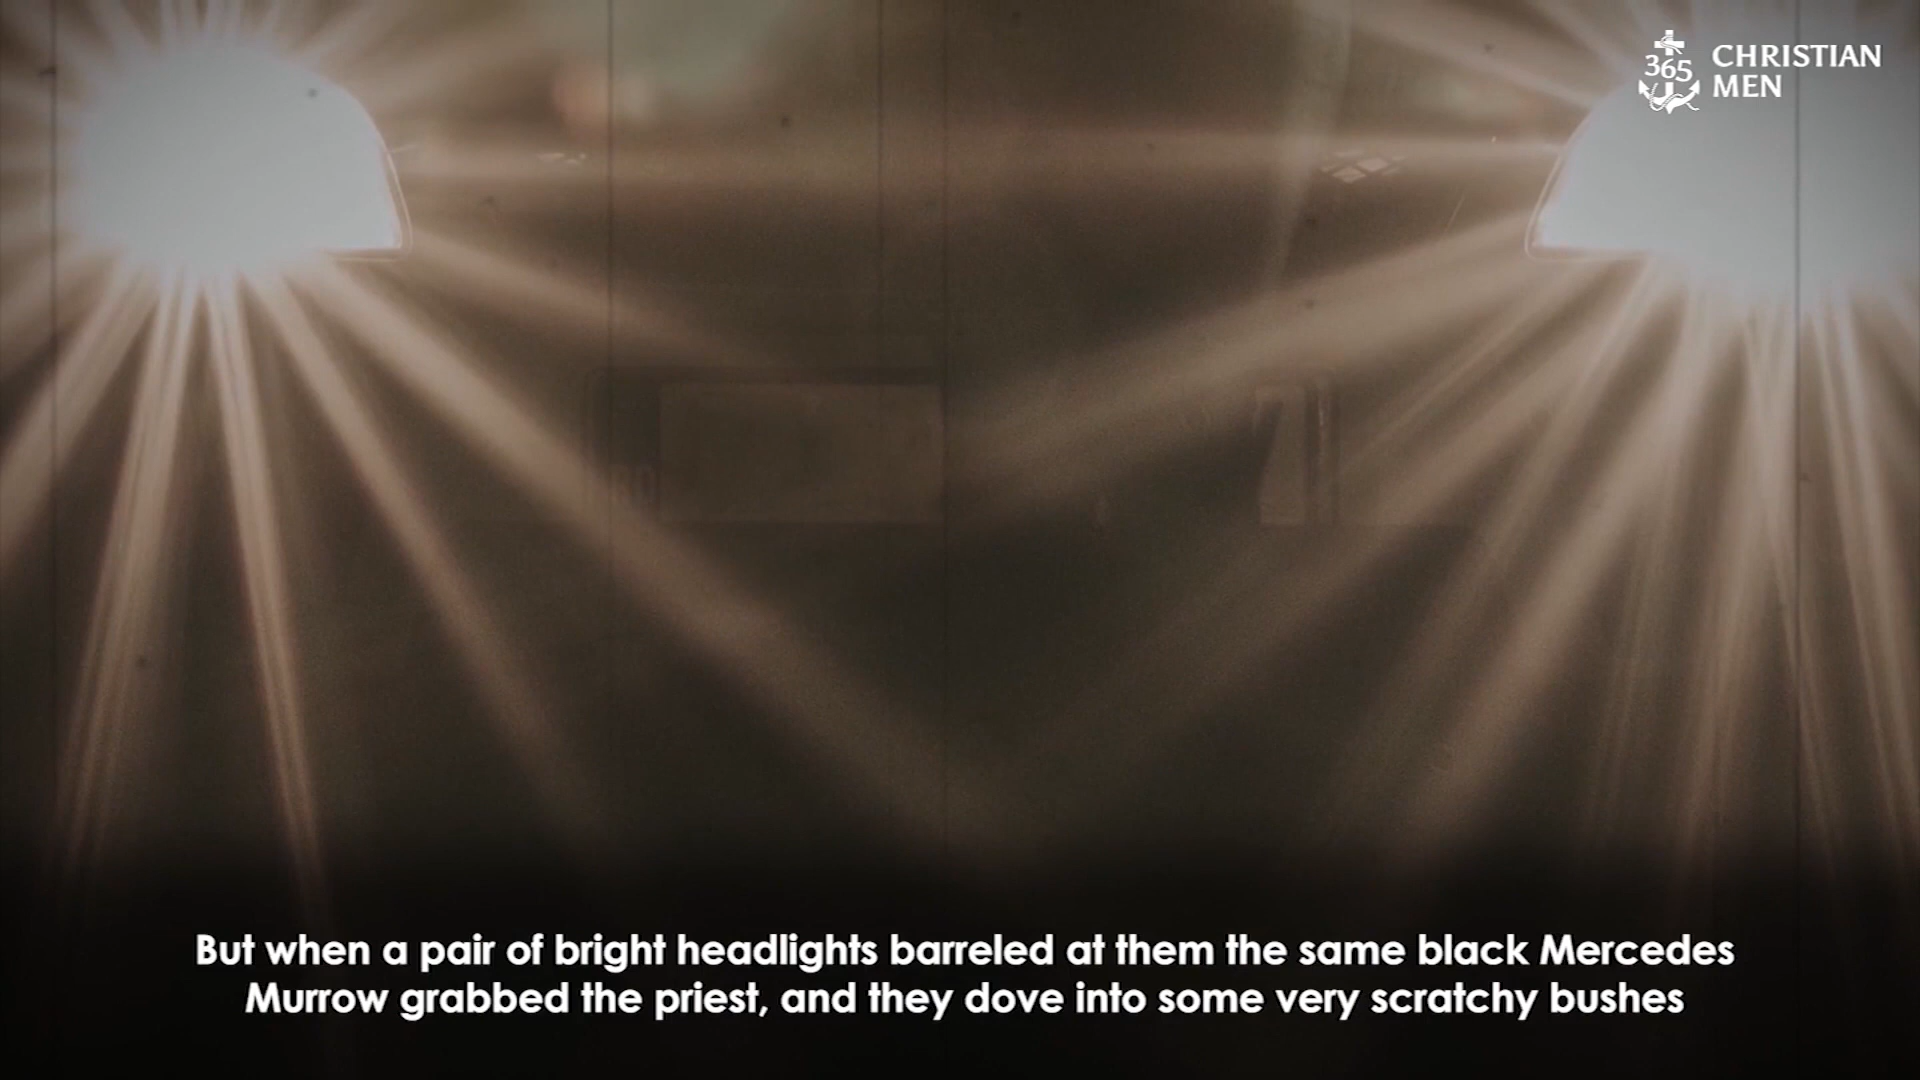 365
CHRISTIAN
MEN
But when a pair of bright headlights barreled at them the same black Mercedes
Murrow grabbed the priest, and they dove into some very scratchy bushes